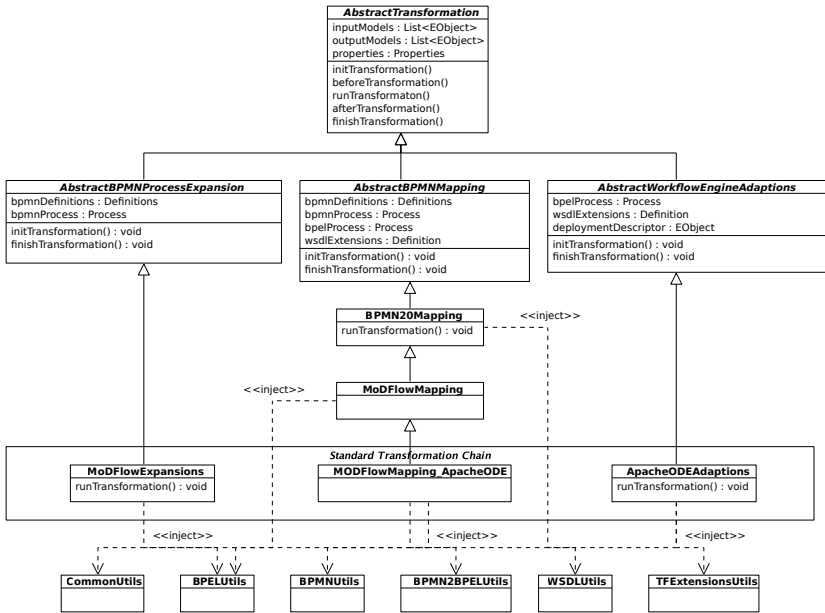 AbstractTransformation
inputModels : List<EObject>
outputModels : List<EObject>
properties : Properties
initTransformation()
beforeTransformation()
runTransformaton()
afterTransformation()
finishTransformation()
AbstractBPMNProcessExpansion
bpmnDefinitions : Definitions
bpmnProcess : Process
initTransformation() : void
finishTransformation() : void
AbstractBPMNMapping
bpmnDefinitions : Definitions
bpmnProcess : Process
bpelProcess : Process
wsdlExtensions : Definition
initTransformation() : void
finishTransformation() : void
AbstractWorkflowEngineAdaptions
bpelProcess : Process
wsdlExtensions : Definition
deploymentDescriptor : EObject
initTransformation() : void
finishTransformation() : void
BPMN20Mapping
runTransformation() : void
<<inject>>
MoDFlowMapping
<<inject>>
Standard Transformation Chain
MoDFlowExpansions
runTransformation() : void
MODFlowMapping_ApacheODE
ApacheODEAdaptions
runTransformation() : void
<<inject>>
<<inject>>
<<inject>>
CommonUtils
BPELUtils
BPMNUtils
BPMN2BPELUtils
WSDLUtils
TFExtensionsUtils